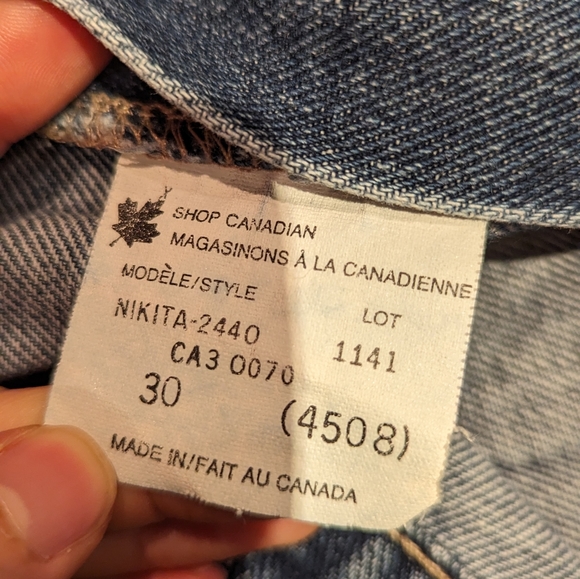 SHOP CANADIAN
MAGASINONS À LA CANADIENNE
MODÈLE/STYLE LOT
NIKITA-2440 1141
CA3 0070
30 (4508)
MADE IN/FAIT AU CANADA